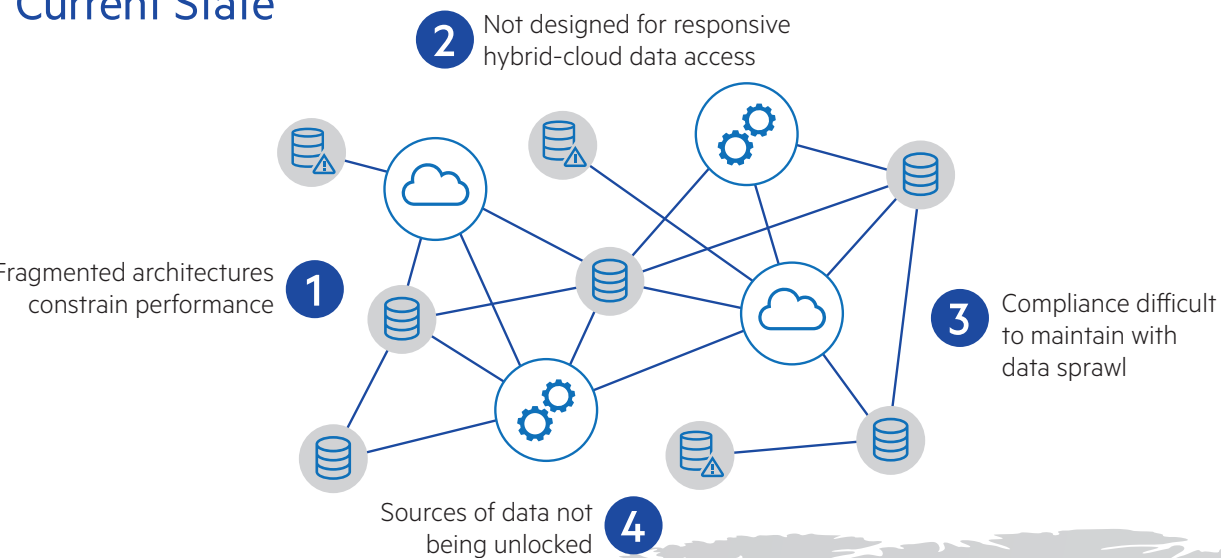 Current State
2
Not designed for responsive
hybrid-cloud data access
Fragmented architectures
constrain performance
1
3
Compliance difficult
to maintain with
data sprawl
Sources of data not
being unlocked
4